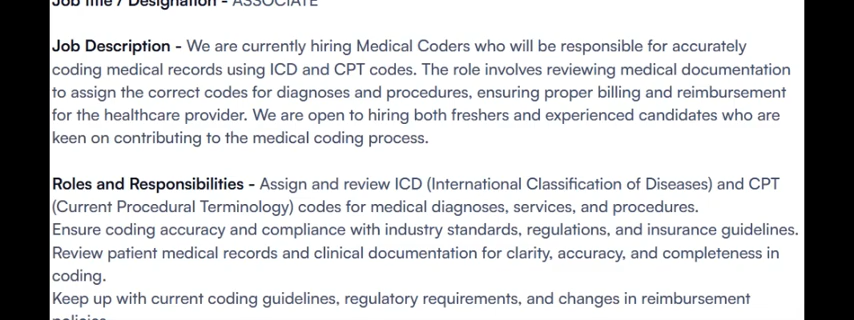 Job Title / Designation - ASSOCIATE
Job Description - We are currently hiring Medical Coders who will be responsible for accurately
coding medical records using ICD and CPT codes. The role involves reviewing medical documentation
to assign the correct codes for diagnoses and procedures, ensuring proper billing and reimbursement
for the healthcare provider. We are open to hiring both freshers and experienced candidates who are
keen on contributing to the medical coding process.
Roles and Responsibilities - Assign and review ICD (International Classification of Diseases) and CPT
(Current Procedural Terminology) codes for medical diagnoses, services, and procedures.
Ensure coding accuracy and compliance with industry standards, regulations, and insurance guidelines.
Review patient medical records and clinical documentation for clarity, accuracy, and completeness in
coding.
Keep up with current coding guidelines, regulatory requirements, and changes in reimbursement